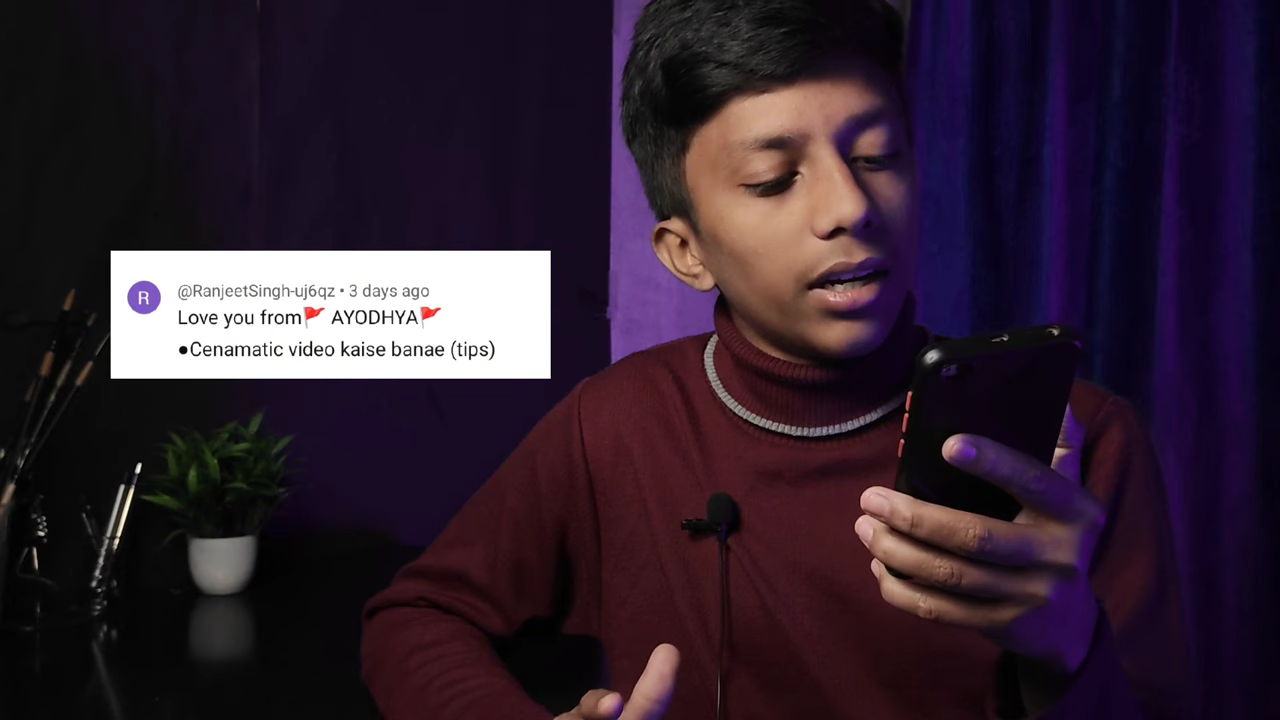 R
@RanjeetSingh-uj6qz • 3 days ago
Love you from🚩 AYODHYA🚩
●Cenamatic video kaise banae (tips)